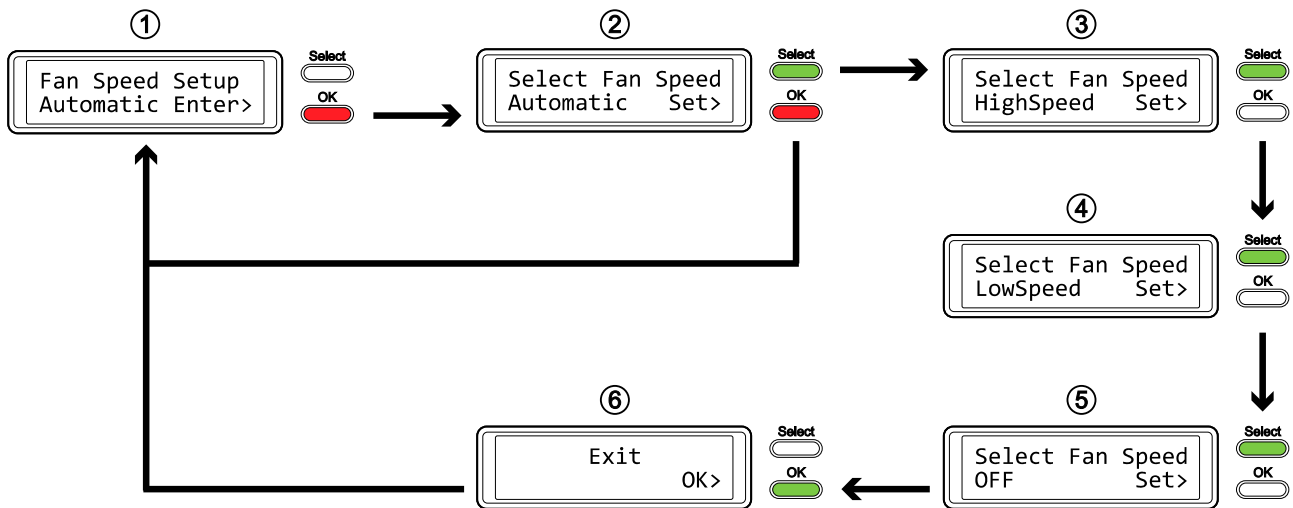 ①
Fan Speed Setup
Automatic Enter>
Select
OK
②
Select Fan Speed
Automatic Set>
Select
OK
③
Select Fan Speed
HighSpeed Set>
Select
OK
④
Select Fan Speed
LowSpeed Set>
Select
OK
⑤
Select Fan Speed
OFF Set>
Select
OK
⑥
Exit
OK>
Select
OK